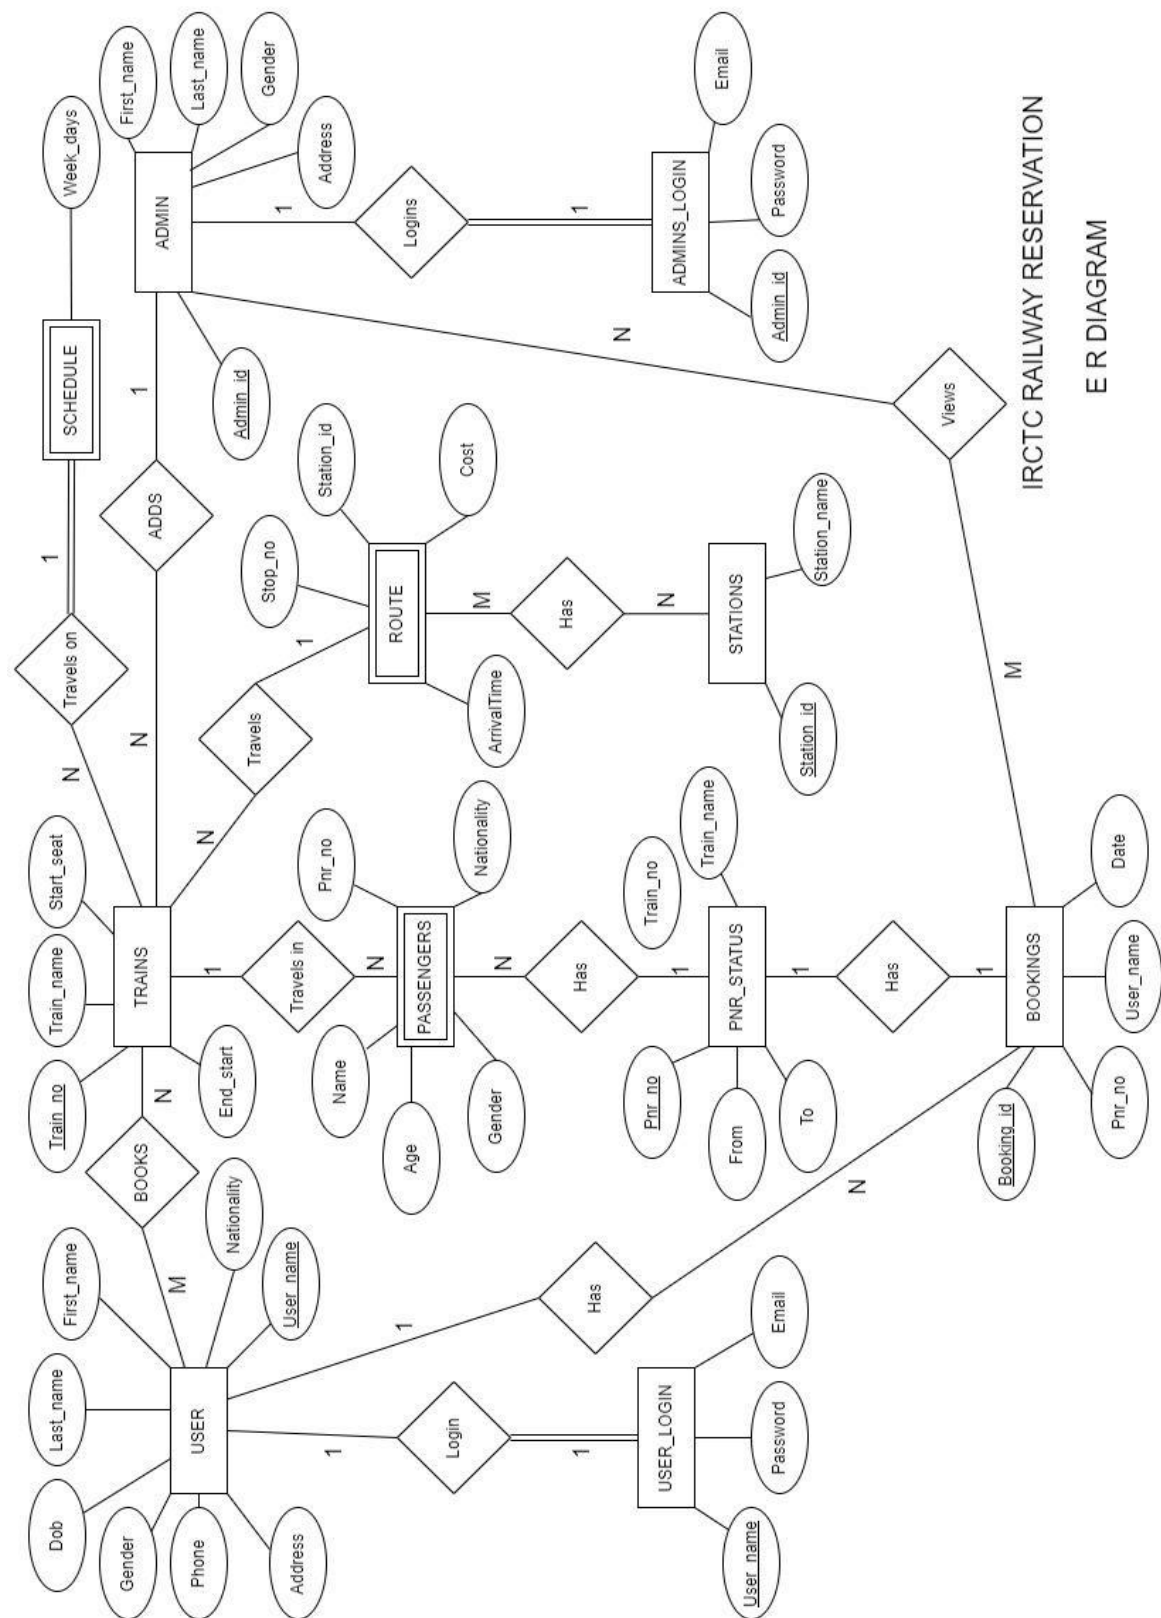 Dob
Last_name
First_name
Train_no
Train_name
Start_seat
N
Travels on
1
SCHEDULE
Week_days
Gender
BOOKS
N
TRAINS
N
ADDS
1
ADMIN
First_name
Phone
USER
M
Nationality
End_start
N
Travels
Last_name
Address
User_name
1
Travels in
N
Stop_no
Admin_id
Gender
1
Name
Pnr_no
1
Station_id
1
Address
Login
1
Age
PASSENGERS
ROUTE
Logins
1
Gender
Nationality
ArrivalTime
Cost
N
M
1
USER_LOGIN
Has
Has
Has
N
ADMINS_LOGIN
Pnr_no
Train_no
1
N
User_name
Password
Email
From
PNR_STATUS
Train_name
STATIONS
Admin_id
Password
Email
To
1
Station_id
Station_name
N
Has
Views
1
M
Booking_id
BOOKINGS
Pnr_no
User_name
Date
IRCTC RAILWAY RESERVATION
E R DIAGRAM